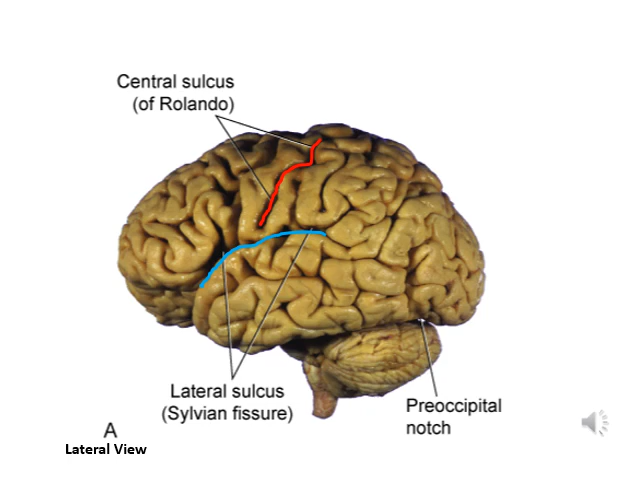 Central sulcus
(of Rolando)
Lateral sulcus
(Sylvian fissure)
Preoccipital
notch
A
Lateral View